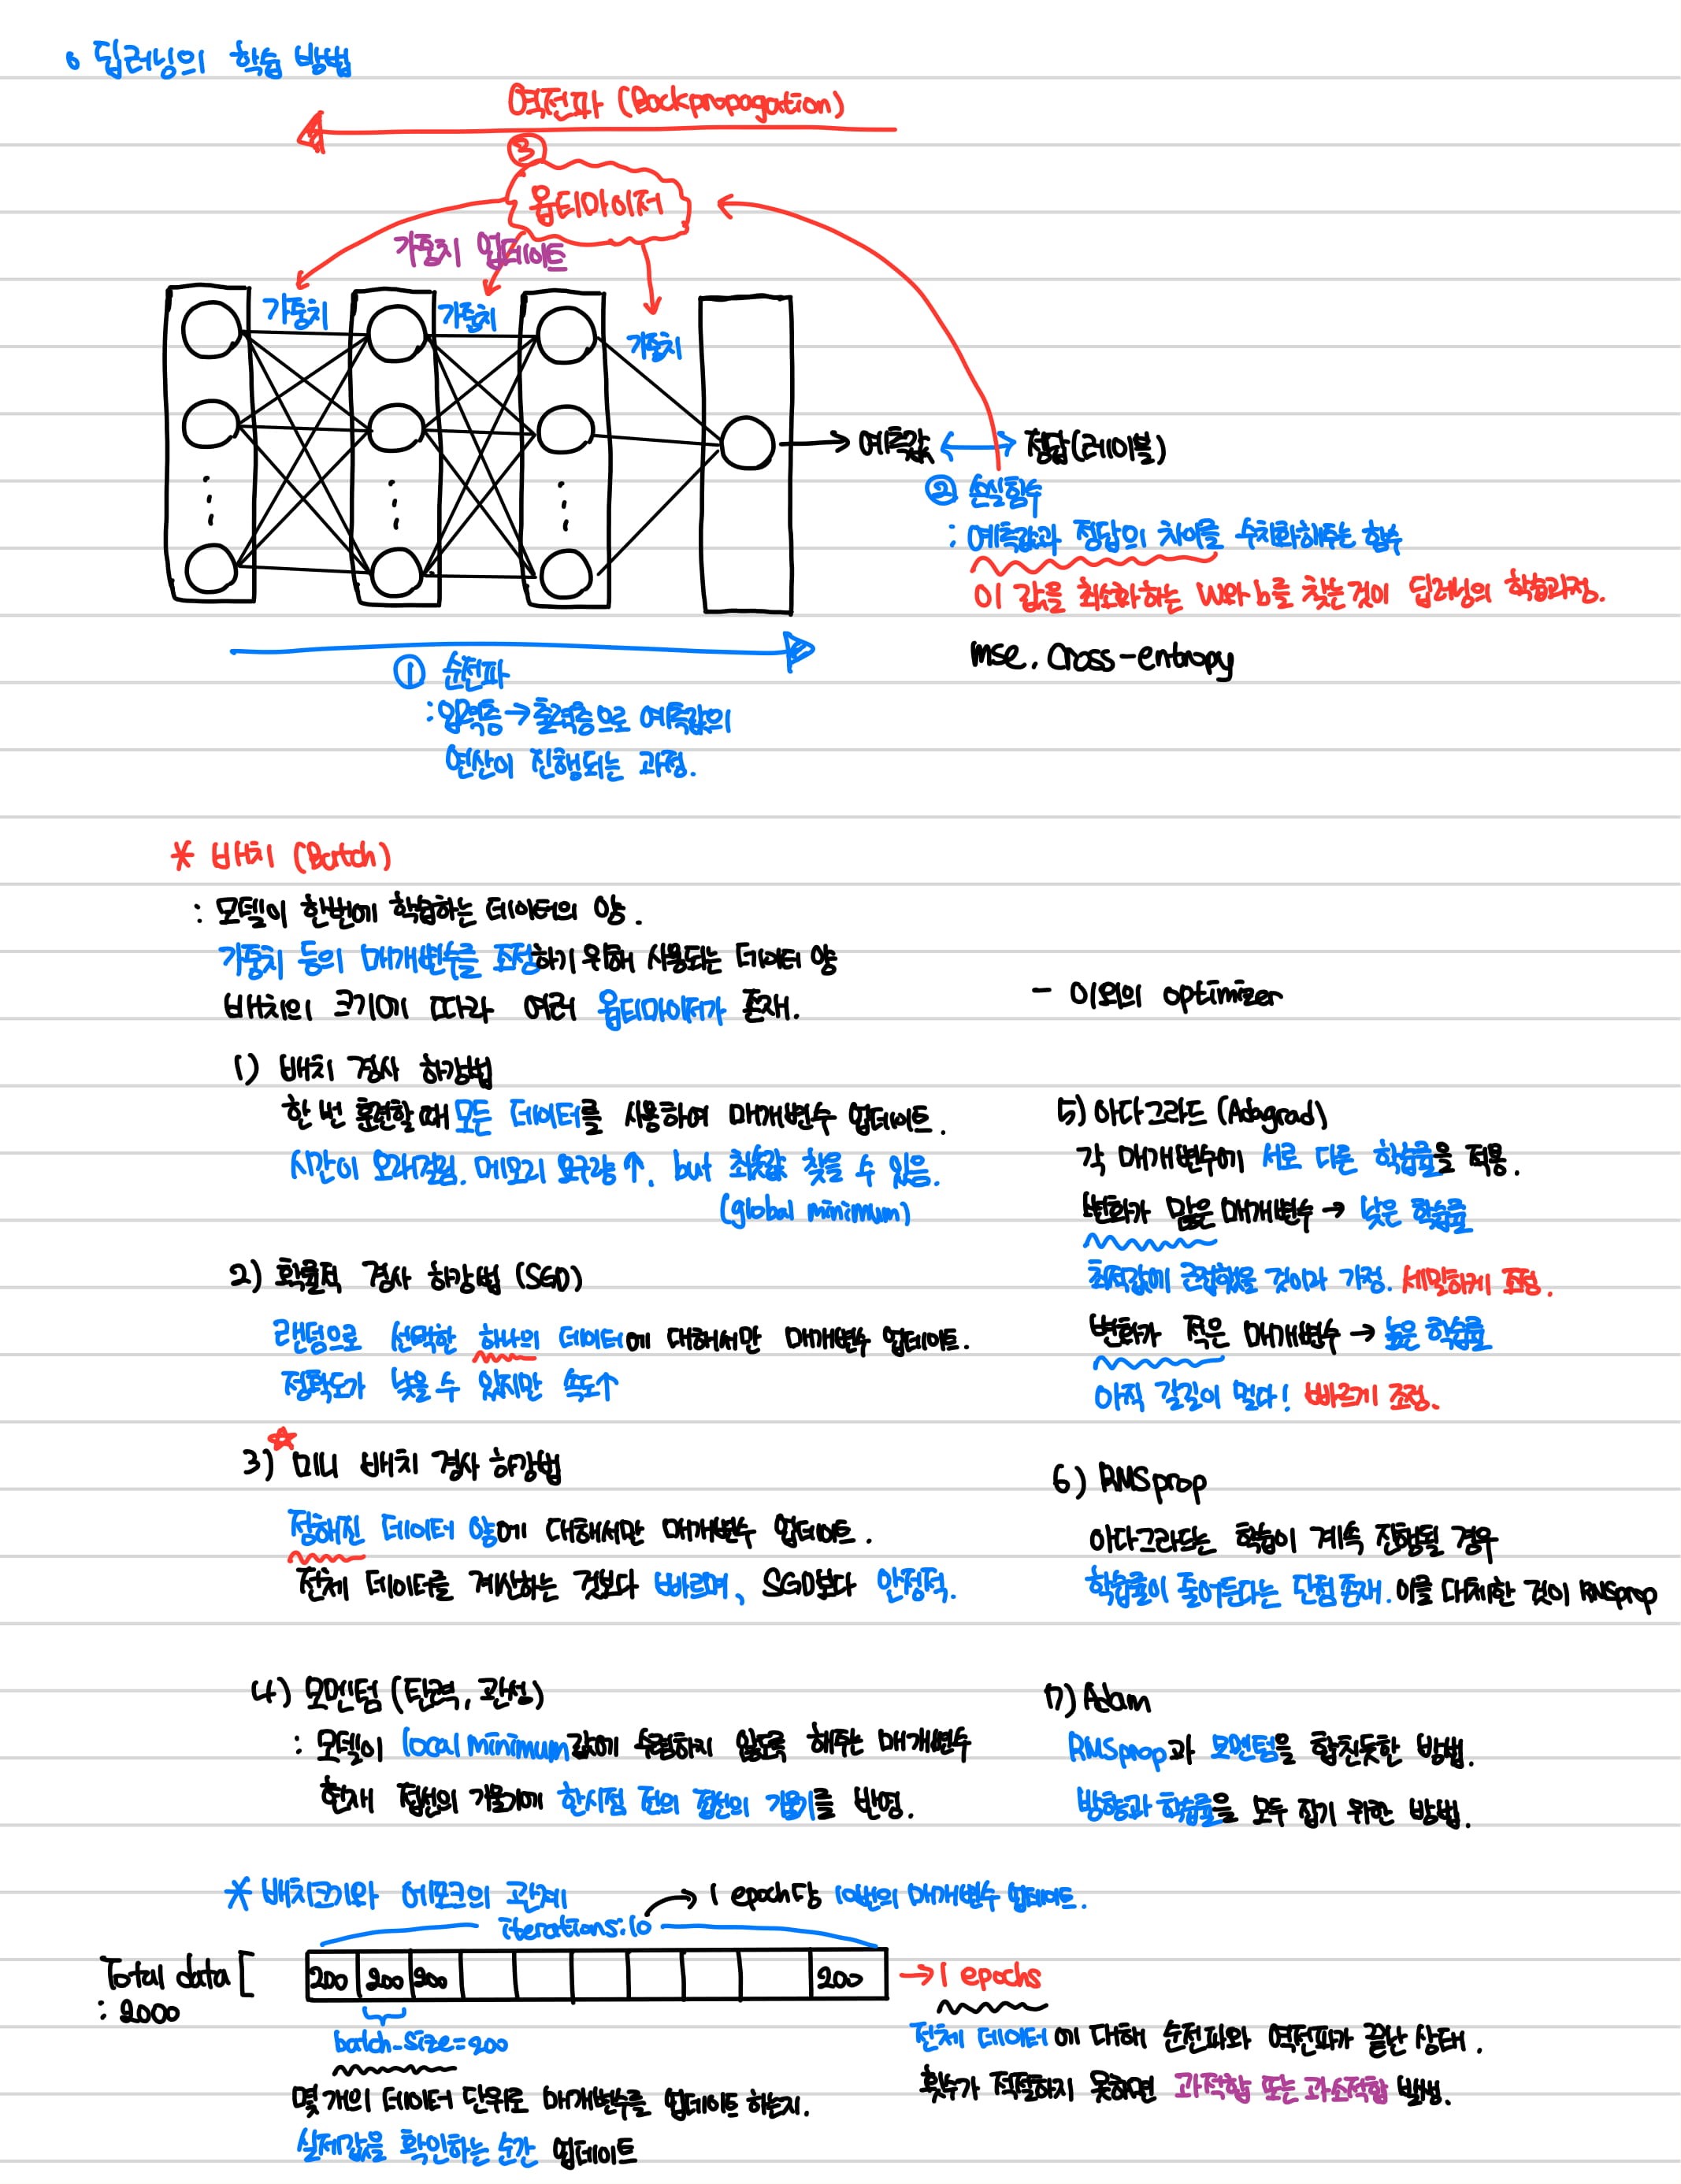 딥러닝의 학습 방법
역전파 (Backpropagation)
③
옵티마이저
가중치 업데이트
가중치
가중치
가중치
예측값 ↔ 정답(레이블)
② 손실함수
: 예측값과 정답의 차이를 수치화해주는 함수
이 값을 최소화하는 W와 b를 찾는것이 딥러닝의 학습과정.
mse. Cross-entropy
① 순전파
: 입력층 → 출력층으로 예측값의
연산이 진행되는 과정.
* 배치 (Batch)
: 모델이 한번에 학습하는 데이터의 양.
가중치 등의 매개변수를 조정하기 위해 사용되는 데이터 양
배치의 크기에 따라 여러 옵티마이저가 존재.
1) 배치 경사 하강법
한 번 훈련할 때 모든 데이터를 사용하여 매개변수 업데이트.
시간이 오래걸림. 메모리 요구량↑. but 최솟값 찾을 수 있음.
(global minimum)
2) 확률적 경사 하강법 (SGD)
랜덤으로 선택한 하나의 데이터에 대해서만 매개변수 업데이트.
정확도가 낮을 수 있지만 속도↑
3) 미니 배치 경사 하강법
정해진 데이터 양에 대해서만 매개변수 업데이트.
전체 데이터를 계산하는 것보다 빠르며, SGD보다 안정적.
4) 모멘텀 (탄력, 관성)
: 모델이 local minimum값에 수렴하지 않도록 해주는 매개변수
현재 접선의 기울기에 한시점 전의 접선의 기울기를 반영.
- 이외의 optimizer
5) 아다그라드 (Adagrad)
각 매개변수에 서로 다른 학습률을 적용.
변화가 많은 매개변수 → 낮은 학습률
최적값에 근접했을 것이라 가정. 세밀하게 조정.
변화가 적은 매개변수 → 높은 학습률
아직 갈길이 멀다! 빠르게 조정.
6) RMSprop
아다그라드는 학습이 계속 진행될 경우
학습률이 줄어든다는 단점존재. 이를 대체한 것이 RMSprop
7) Adam
RMSprop과 모멘텀을 합친듯한 방법.
방향과 학습률을 모두 잡기 위한 방법.
* 배치크기와 에포크의 관계
→ 1 epoch당 10번의 매개변수 업데이트.
iterations:10
Total data [
: 2000
200 200 200 200
→ 1 epochs
batch-size=200
몇 개의 데이터 단위로 매개변수를 업데이트 하는지.
실제값을 확인하는 순간 업데이트
전체 데이터에 대해 순전파와 역전파가 끝난 상태.
횟수가 적절하지 못하면 과적합 또는 과소적합 발생.